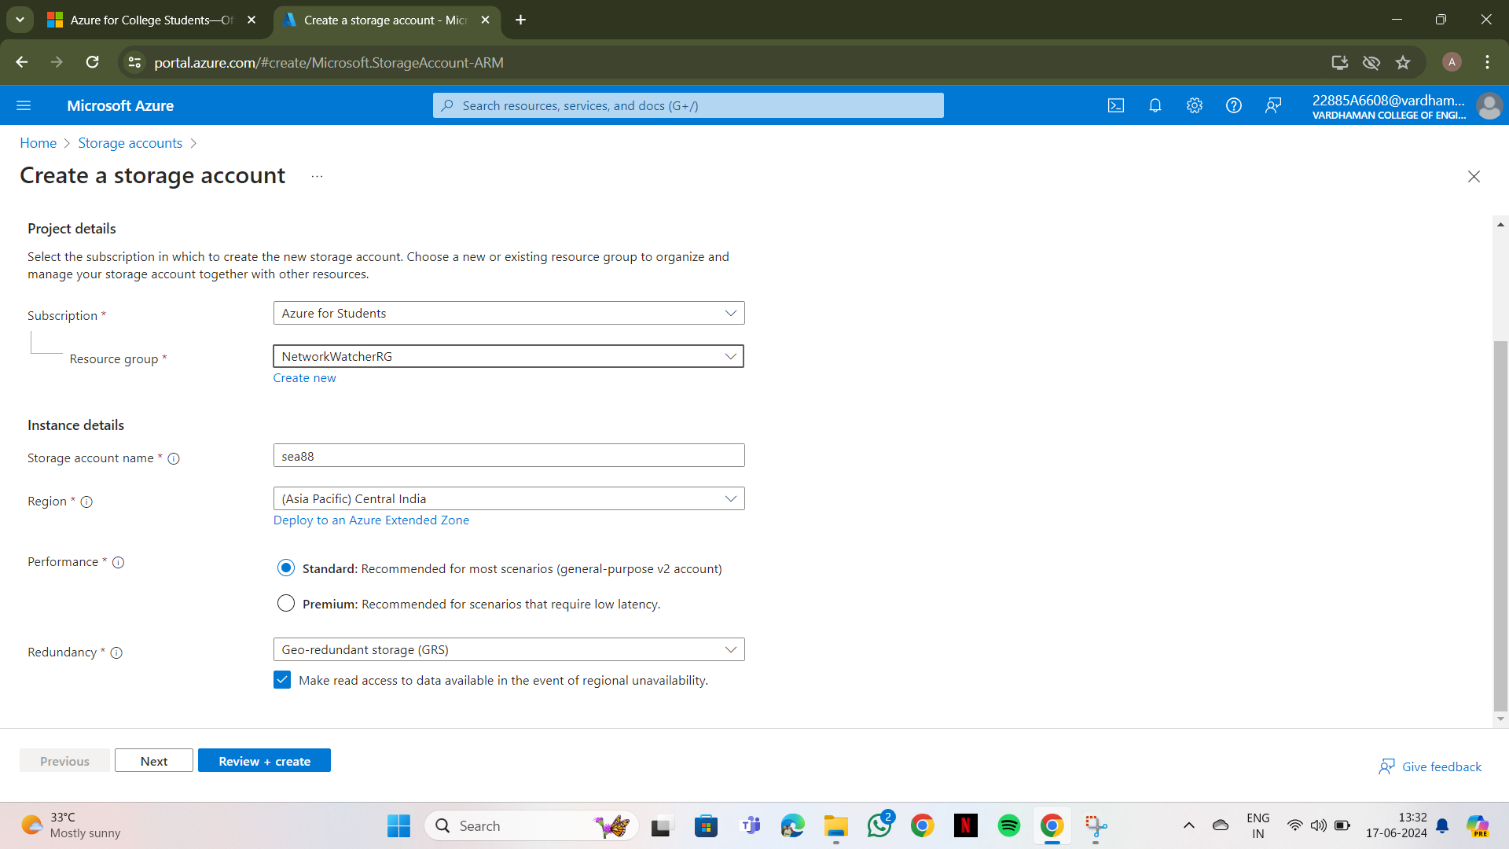 Azure for College Students—Of
Create a storage account - Micr
portal.azure.com/#create/Microsoft.StorageAccount-ARM
A
Microsoft Azure
Search resources, services, and docs (G+/)
22885A6608@vardham...
VARDHAMAN COLLEGE OF ENGI...
Home > Storage accounts >
Create a storage account ...
Project details
Select the subscription in which to create the new storage account. Choose a new or existing resource group to organize and
manage your storage account together with other resources.
Subscription *
Azure for Students
Resource group *
NetworkWatcherRG
Create new
Instance details
Storage account name *
sea88
Region *
(Asia Pacific) Central India
Deploy to an Azure Extended Zone
Performance *
Standard: Recommended for most scenarios (general-purpose v2 account)
Premium: Recommended for scenarios that require low latency.
Redundancy *
Geo-redundant storage (GRS)
Make read access to data available in the event of regional unavailability.
Previous
Next
Review + create
Give feedback
33°C
Mostly sunny
Search
2
N
ENG
IN
13:32
17-06-2024
PRE